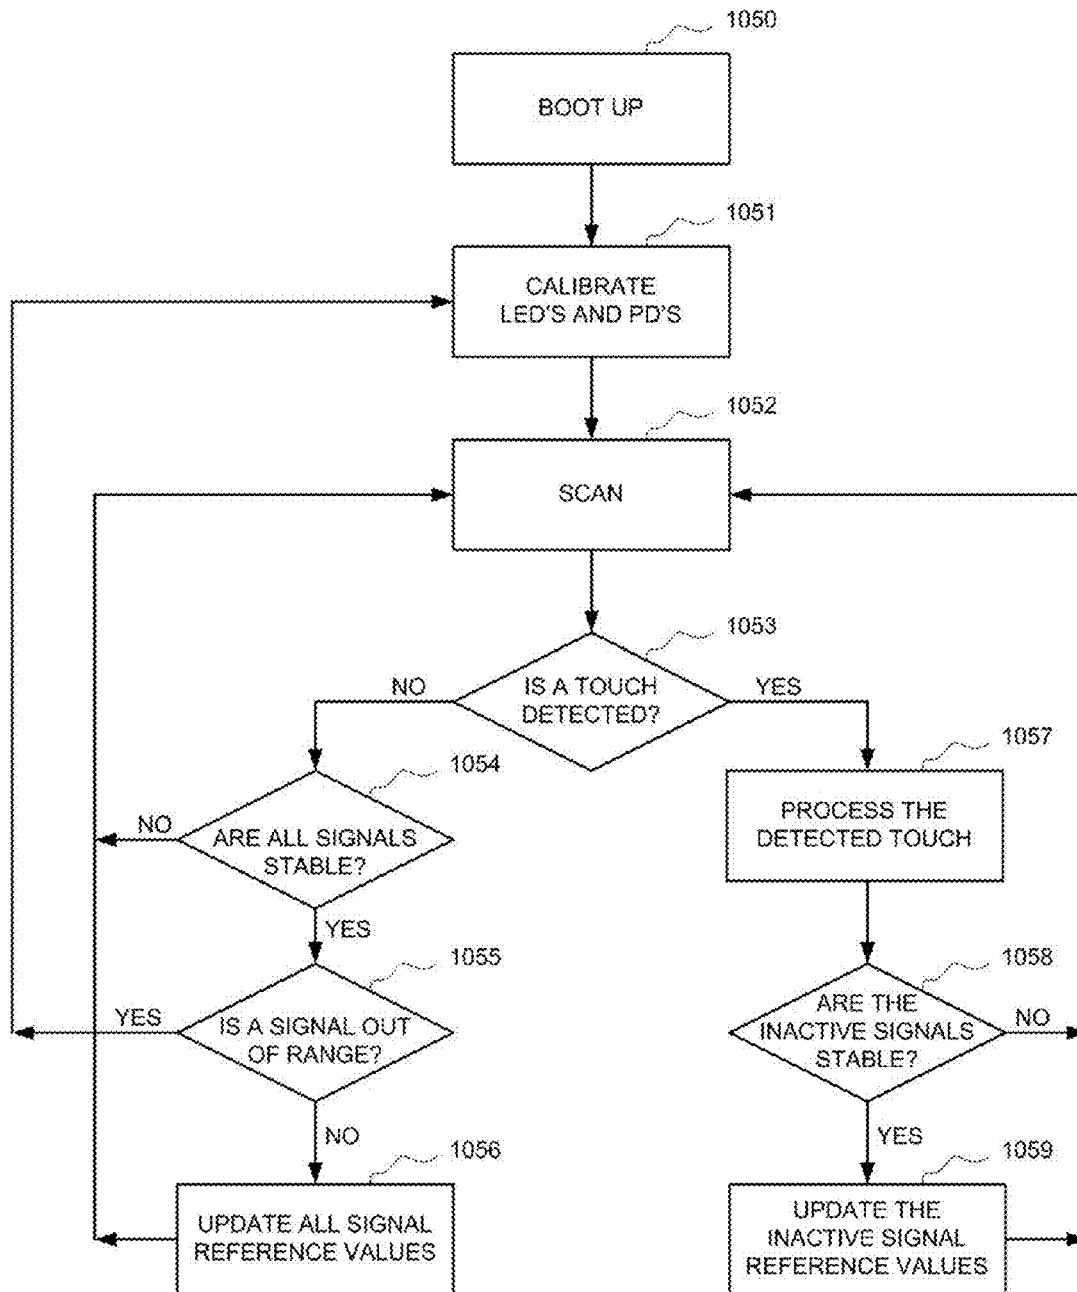 1050
BOOT UP
1051
CALIBRATE
LED'S AND PD'S
1052
SCAN
1053
IS A TOUCH
DETECTED?
NO
YES
1054
ARE ALL SIGNALS
STABLE?
NO
YES
1055
IS A SIGNAL OUT
OF RANGE?
YES
NO
1056
UPDATE ALL SIGNAL
REFERENCE VALUES
1057
PROCESS THE
DETECTED TOUCH
1058
ARE THE
INACTIVE SIGNALS
STABLE?
NO
YES
1059
UPDATE THE
INACTIVE SIGNAL
REFERENCE VALUES